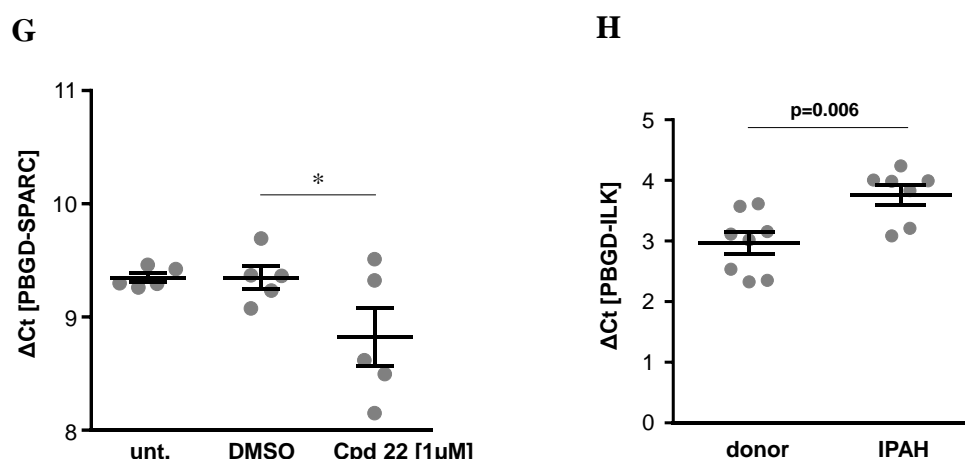 G
ΔCt [PBGD-SPARC]
11
10
9
8
*
unt.
DMSO
Cpd 22 [1µM]
H
ΔCt [PBGD-ILK]
5
4
3
2
1
0
p=0.006
donor
IPAH